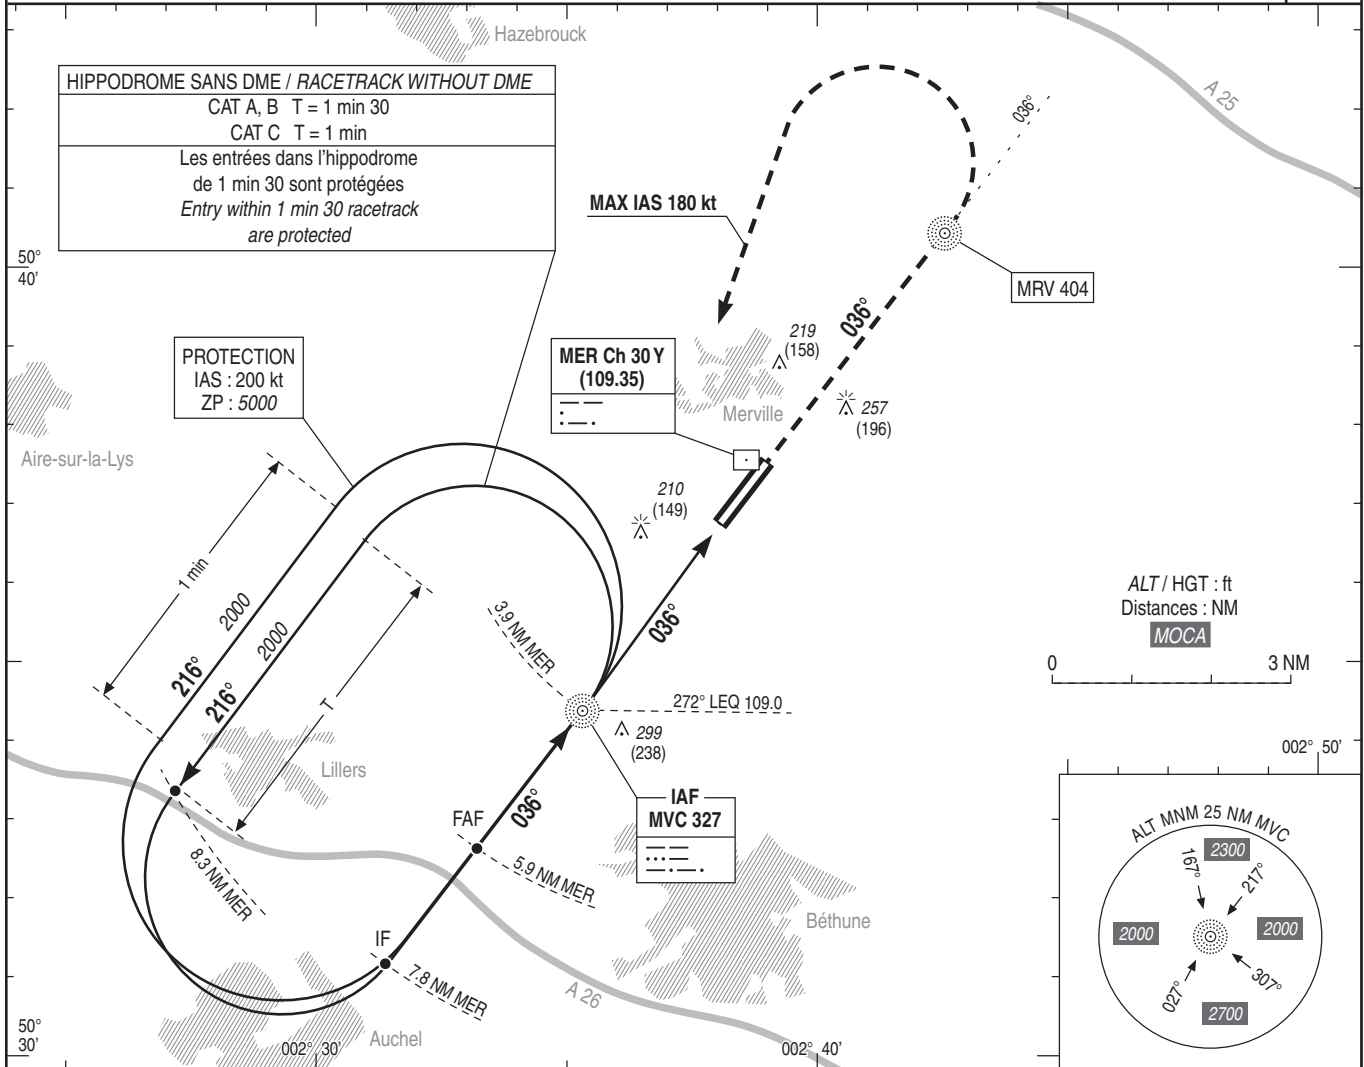 Hazebrouck
A 25
HIPPODROME SANS DME / RACETRACK WITHOUT DME
CAT A, B T = 1 min 30
CAT C T = 1 min
Les entrées dans l'hippodrome
de 1 min 30 sont protégées
Entry within 1 min 30 racetrack
are protected
036°
MAX IAS 180 kt
50°
40'
MRV 404
036°
219
(158)
MER Ch 30 Y
(109.35)
PROTECTION
IAS : 200 kt
ZP : 5000
Merville
257
(196)
Aire-sur-la-Lys
210
(149)
1 min
2000
2000
216°
216°
T
3.9 NM MER
036°
ALT / HGT : ft
Distances : NM
MOCA
0 3 NM
272° LEQ 109.0
299
(238)
002° 50'
Lillers
IAF
MVC 327
036°
FAF
5.9 NM MER
8.3 NM MER
Béthune
IF
7.8 NM MER
A 26
Auchel
50°
30'
002° 30'
002° 40'
ALT MNM 25 NM MVC
2300
167°
217°
2000
2000
027°
307°
2700